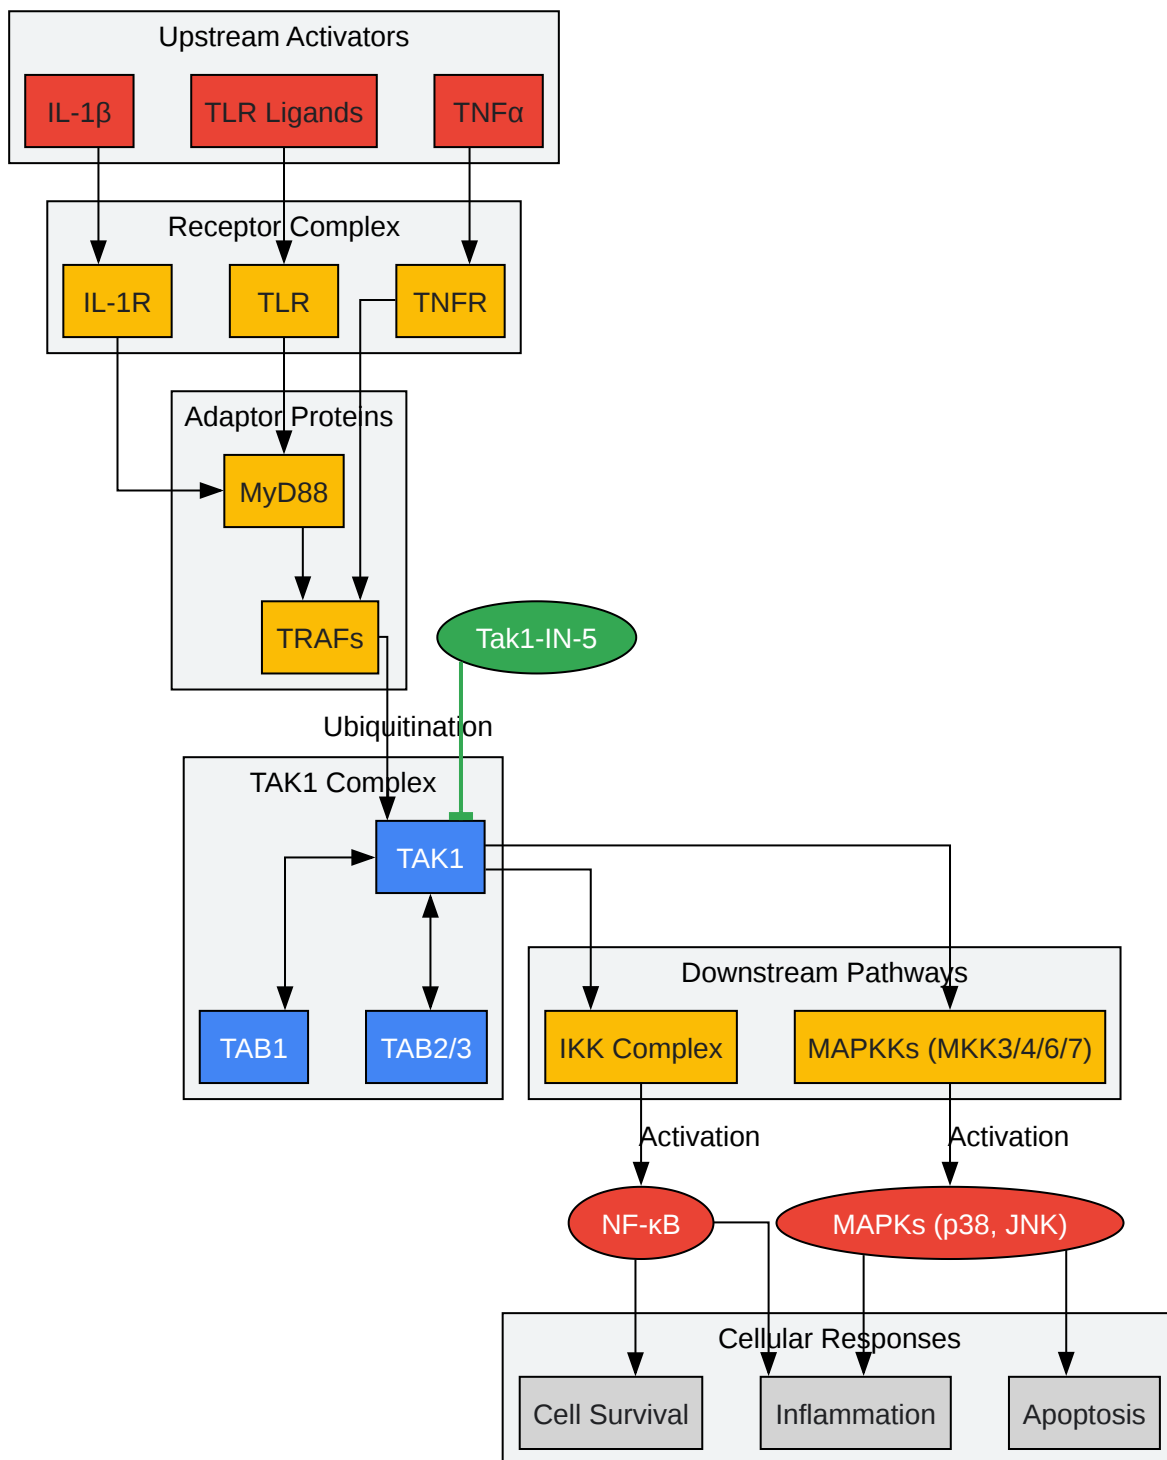 Upstream Activators
IL-1β
TLR Ligands
TNFα
Receptor Complex
IL-1R
TLR
TNFR
Adaptor Proteins
MyD88
TRAFs
Tak1-IN-5
Ubiquitination
TAK1 Complex
TAK1
TAB1
TAB2/3
Downstream Pathways
IKK Complex
MAPKKs (MKK3/4/6/7)
Activation
Activation
NF-κB
MAPKs (p38, JNK)
Cellular Responses
Cell Survival
Inflammation
Apoptosis